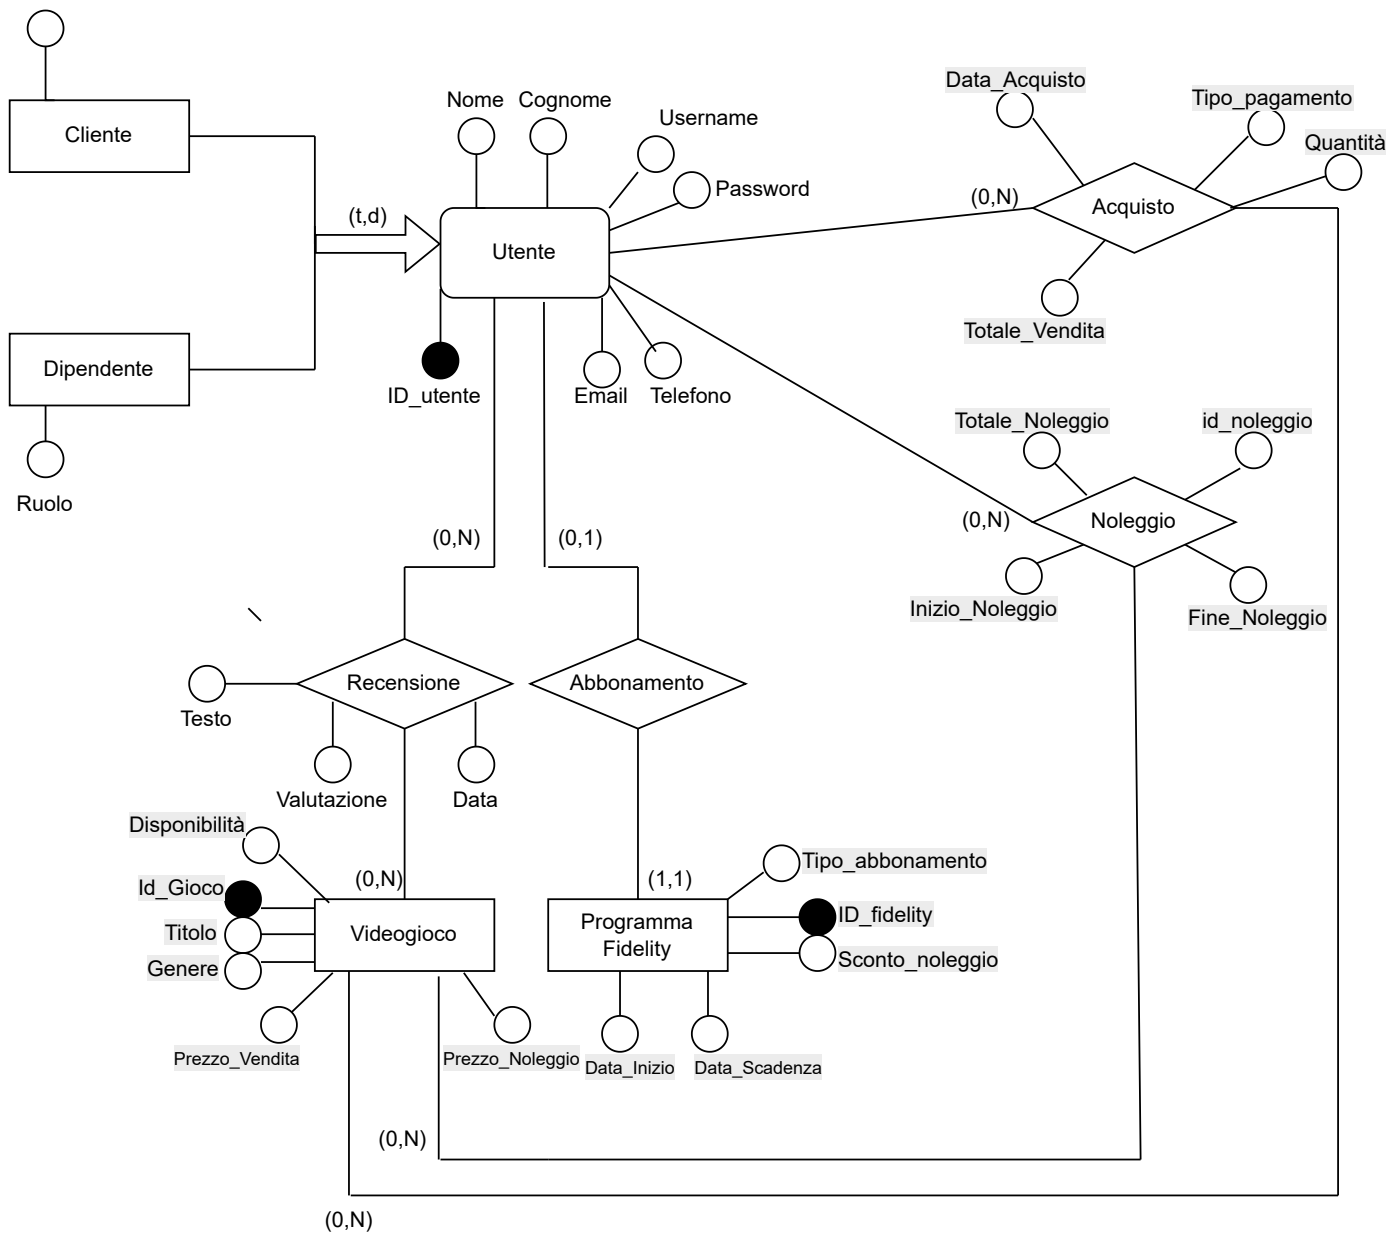 Cliente
Nome
Cognome
Username
Password
Data_Acquisto
Tipo_pagamento
Quantità
(t,d)
Utente
(0,N)
Acquisto
Totale_Vendita
Dipendente
Ruolo
ID_utente
Email
Telefono
Totale_Noleggio
id_noleggio
(0,N)
Noleggio
Inizio_Noleggio
Fine_Noleggio
(0,N)
(0,1)
Testo
Recensione
Abbonamento
Valutazione
Data
Disponibilità
Id_Gioco
Titolo
Genere
(0,N)
Videogioco
(1,1)
Programma
Fidelity
Tipo_abbonamento
ID_fidelity
Sconto_noleggio
Prezzo_Vendita
Prezzo_Noleggio
Data_Inizio
Data_Scadenza
(0,N)
(0,N)